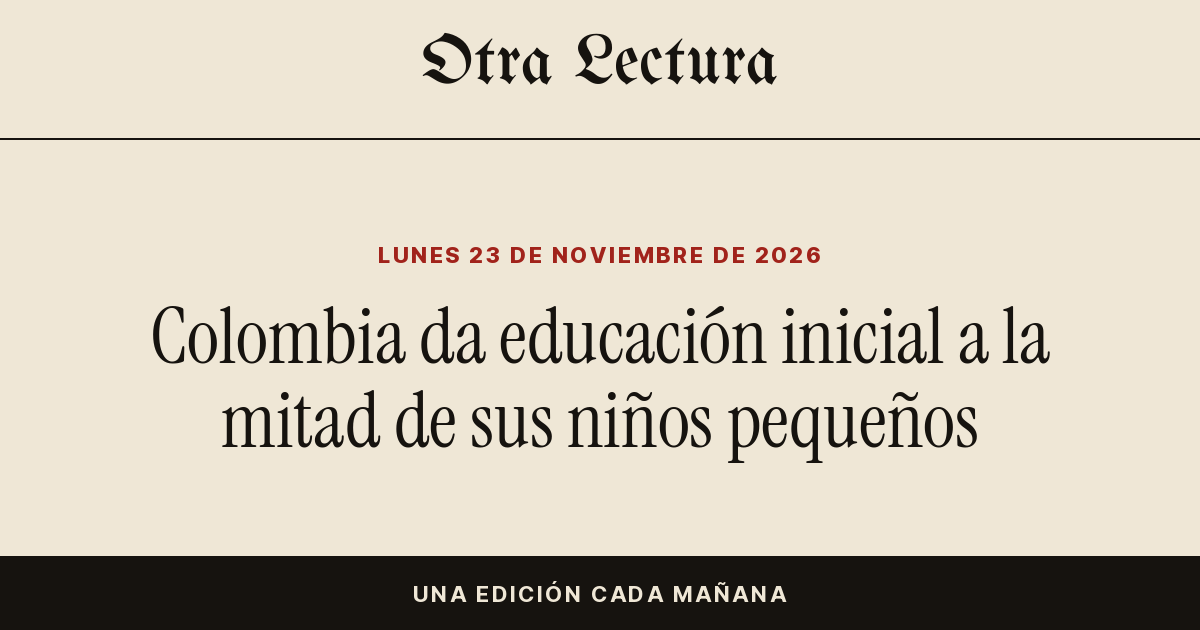 Otra Lectura
LUNES 23 DE NOVIEMBRE DE 2026
Colombia da educación inicial a la
mitad de sus niños pequeños
UNA EDICIÓN CADA MAÑANA